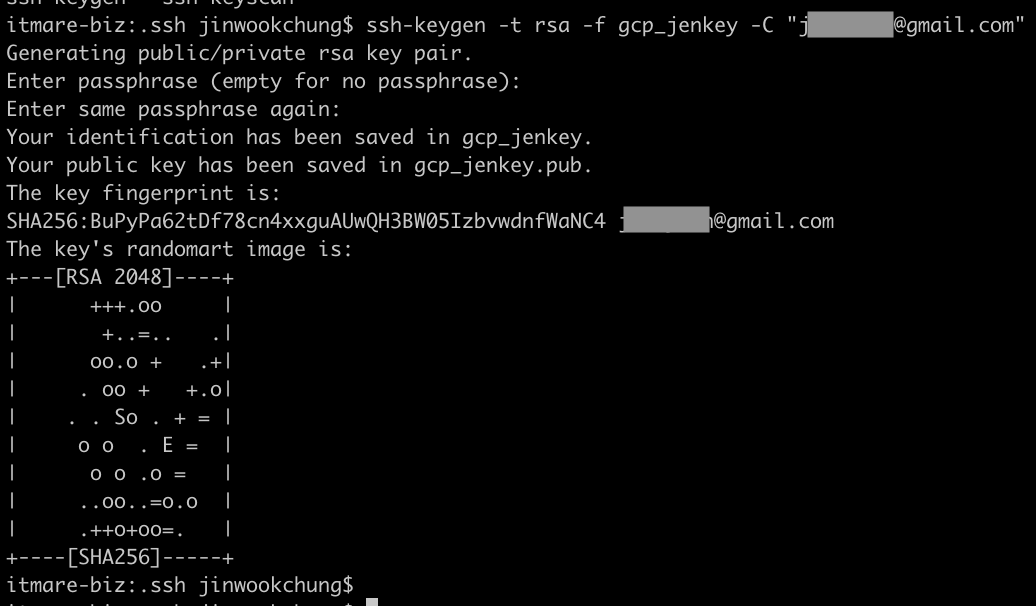 ssh-keygen ssh-keyscan
itmare-biz:.ssh jinwookchung$ ssh-keygen -t rsa -f gcp_jenkey -C "j@gmail.com"
Generating public/private rsa key pair.
Enter passphrase (empty for no passphrase):
Enter same passphrase again:
Your identification has been saved in gcp_jenkey.
Your public key has been saved in gcp_jenkey.pub.
The key fingerprint is:
SHA256:BuPyPa62tDf78cn4xxguAUwQH3BW05IzbvwdnfWaNC4 @gmail.com
The key's randomart image is:
+---[RSA 2048]----+
|      +++.oo     |
|       +..=..   .|
|      oo.o +   .+|
|     . oo +   +.o|
|    . . So . + = |
|     o o  . E =  |
|      o o .o =   |
|     ..oo..=o.o  |
|     .++o+oo=.   |
+----[SHA256]-----+
itmare-biz:.ssh jinwookchung$